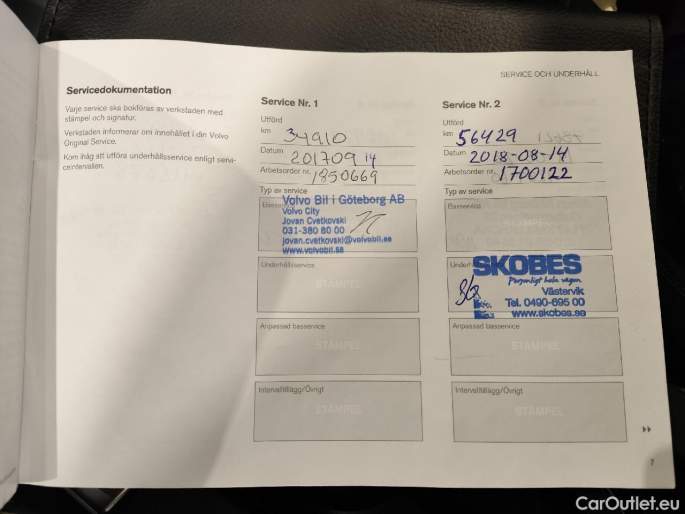 SERVICE OCH UNDERHÅLL
Servicedokumentation
Varje service ska bokföras av verkstaden med
stämpel och signatur.
Verkstaden informerar om innehållet i din Volvo
Original Service.
Kom ihåg att utföra underhållsservice enligt servi-
ceintervallen.
Service Nr. 1
Utförd
km 34910
Datum 20170914
Arbetsorder nr. 1850669
Typ av service
Volvo Bil i Göteborg AB
Volvo City
Jovan Cvetkovski
031-380 80 00
jovan.cvetkovski@volvobil.se
www.volvobil.se
Underhållsservice
STÄMPEL
Anpassad basservice
STÄMPEL
Intervalltillägg/Övrigt
STÄMPEL
Service Nr. 2
Utförd
km 56429
Datum 2018-08-14
Arbetsorder nr. 1700122
Typ av service
Basservice
SKOBES
Personligt hela vägen
Västervik
Tel. 0490-695 00
www.skobes.se
Anpassad basservice
STÄMPEL
Intervalltillägg/Övrigt
STÄMPEL
7
CarOutlet.eu